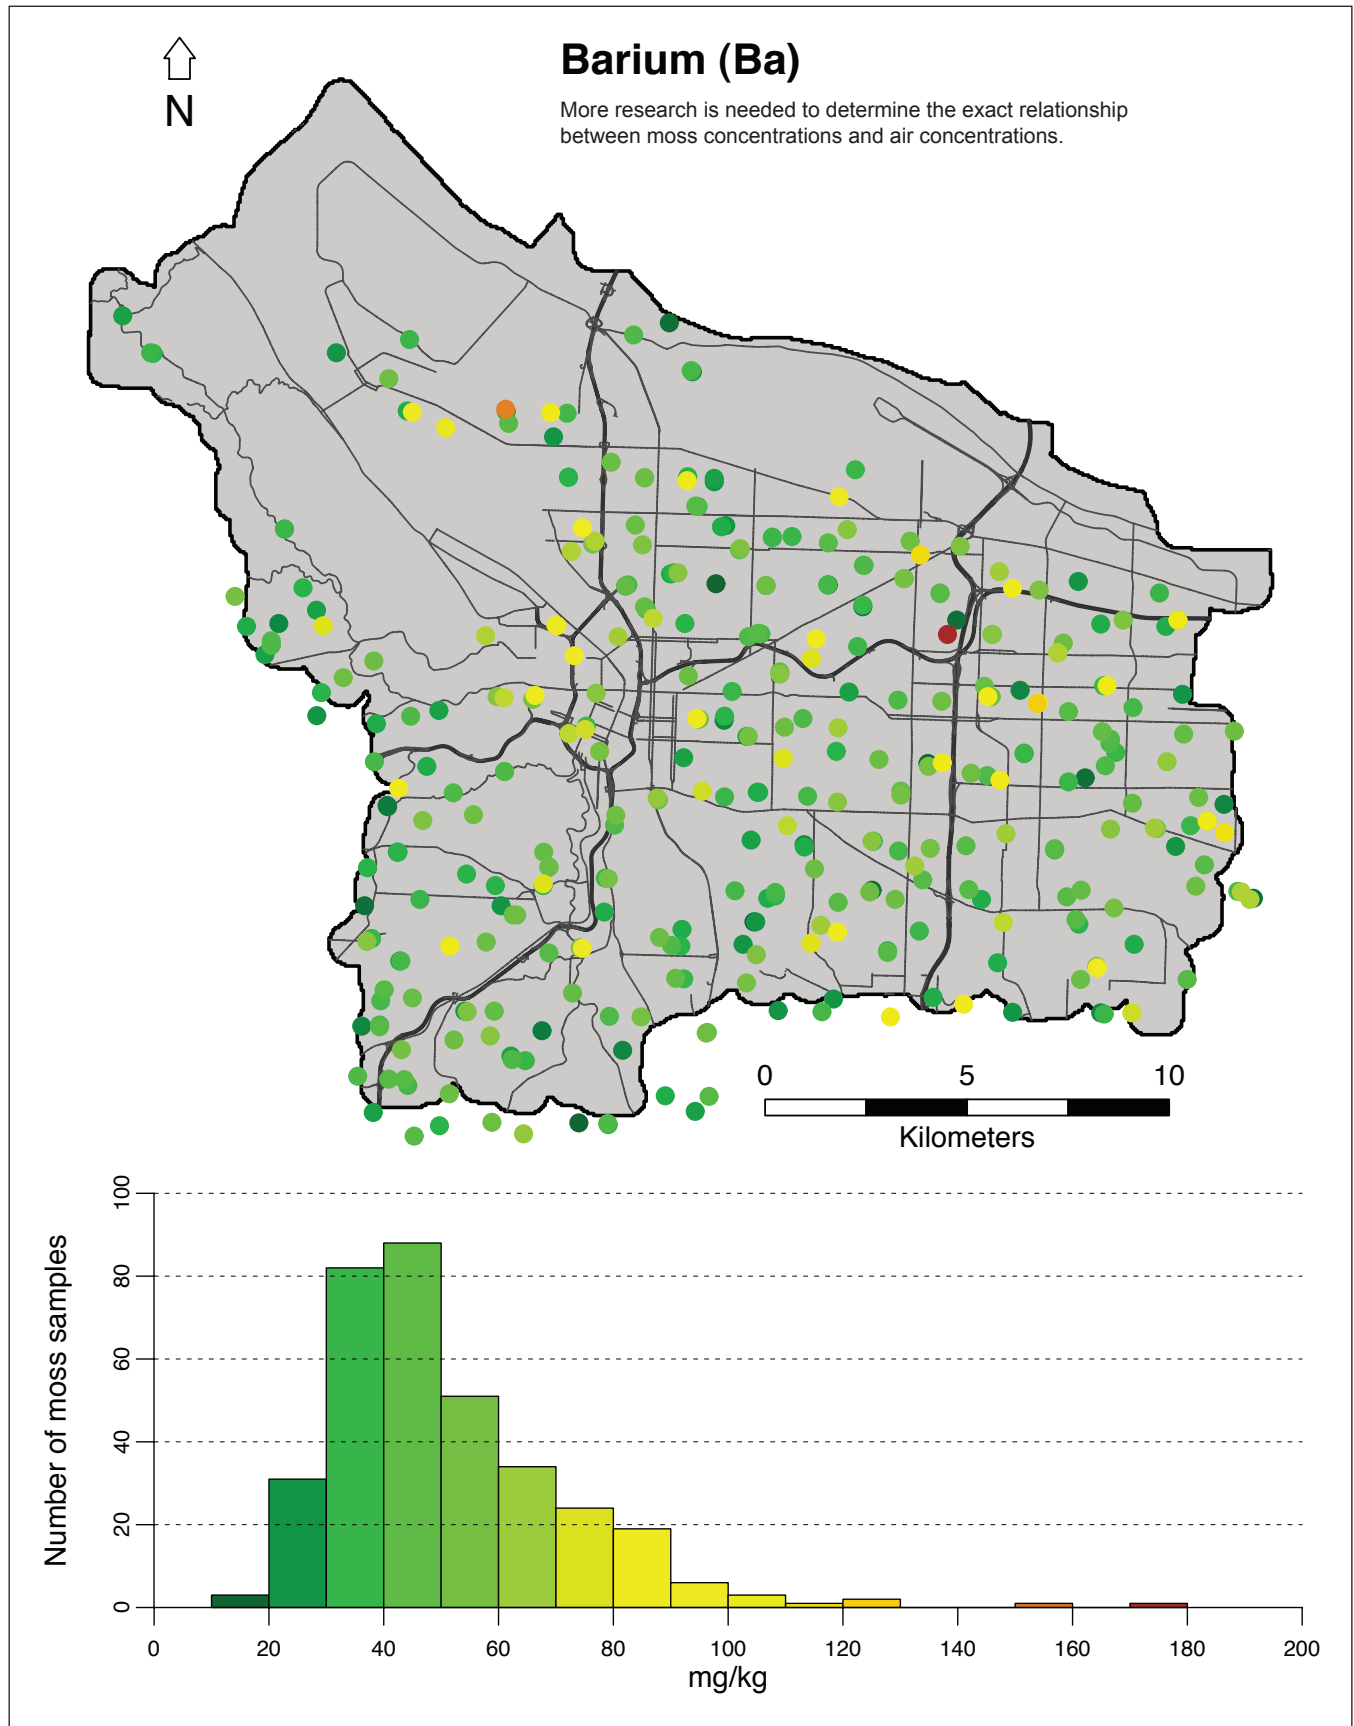 Barium (Ba)
More research is needed to determine the exact relationship
between moss concentrations and air concentrations.
N
0 5 10
Kilometers
Number of moss samples
100
80
60
40
20
0
0 20 40 60 80 100 120 140 160 180 200
mg/kg